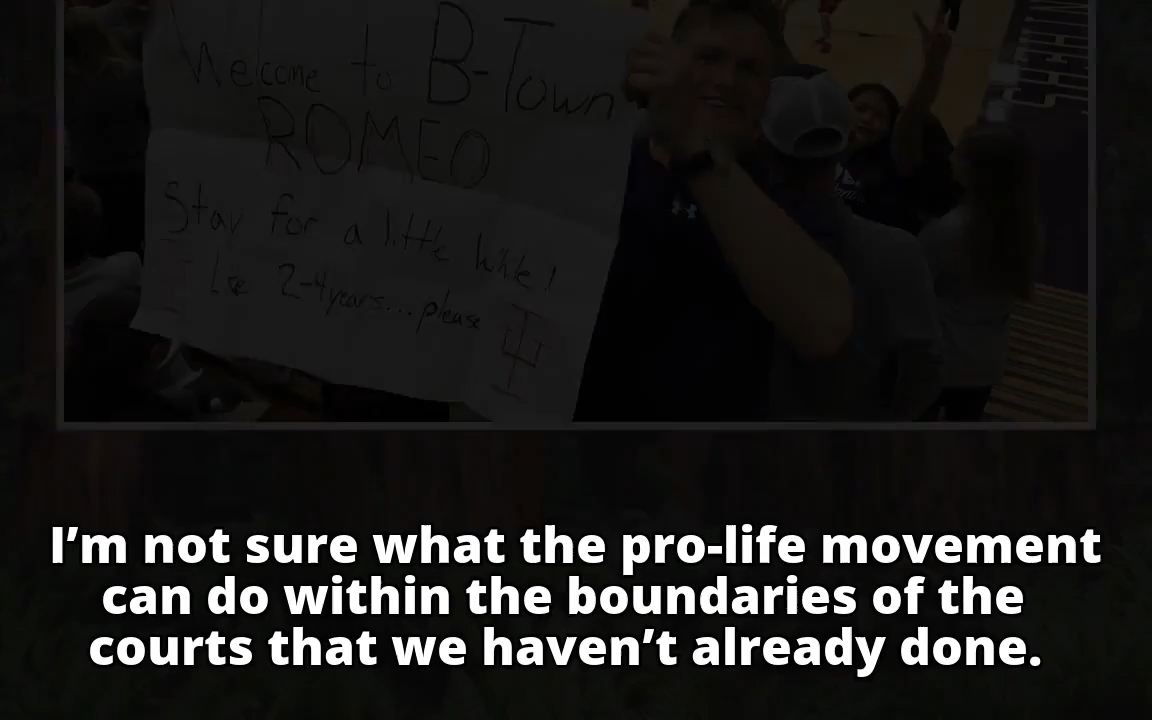 Welcome to B-Town
ROMEO
Stay for a little while!
Like 2-4 years... please
I’m not sure what the pro-life movement
can do within the boundaries of the
courts that we haven’t already done.